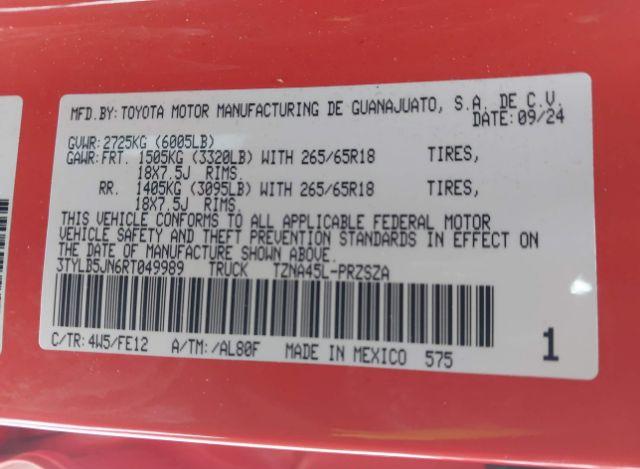 MFD.BY: TOYOTA MOTOR MANUFACTURING DE GUANAJUATO, S.A. DE C.V.
DATE: 09/24
GVWR: 2725KG (6005LB)
GAWR: FRT. 1505KG (3320LB) WITH 265/65R18 TIRES,
18X7.5J RIMS.
RR. 1405KG (3095LB) WITH 265/65R18 TIRES,
18X7.5J RIMS.
THIS VEHICLE CONFORMS TO ALL APPLICABLE FEDERAL MOTOR
VEHICLE SAFETY AND THEFT PREVENTION STANDARDS IN EFFECT ON
THE DATE OF MANUFACTURE SHOWN ABOVE.
3TYLB5JN6RT049989 TRUCK TZNA45L-PRZSZA
C/TR: 4W5/FE12 A/TM: /AL80F MADE IN MEXICO 575 1